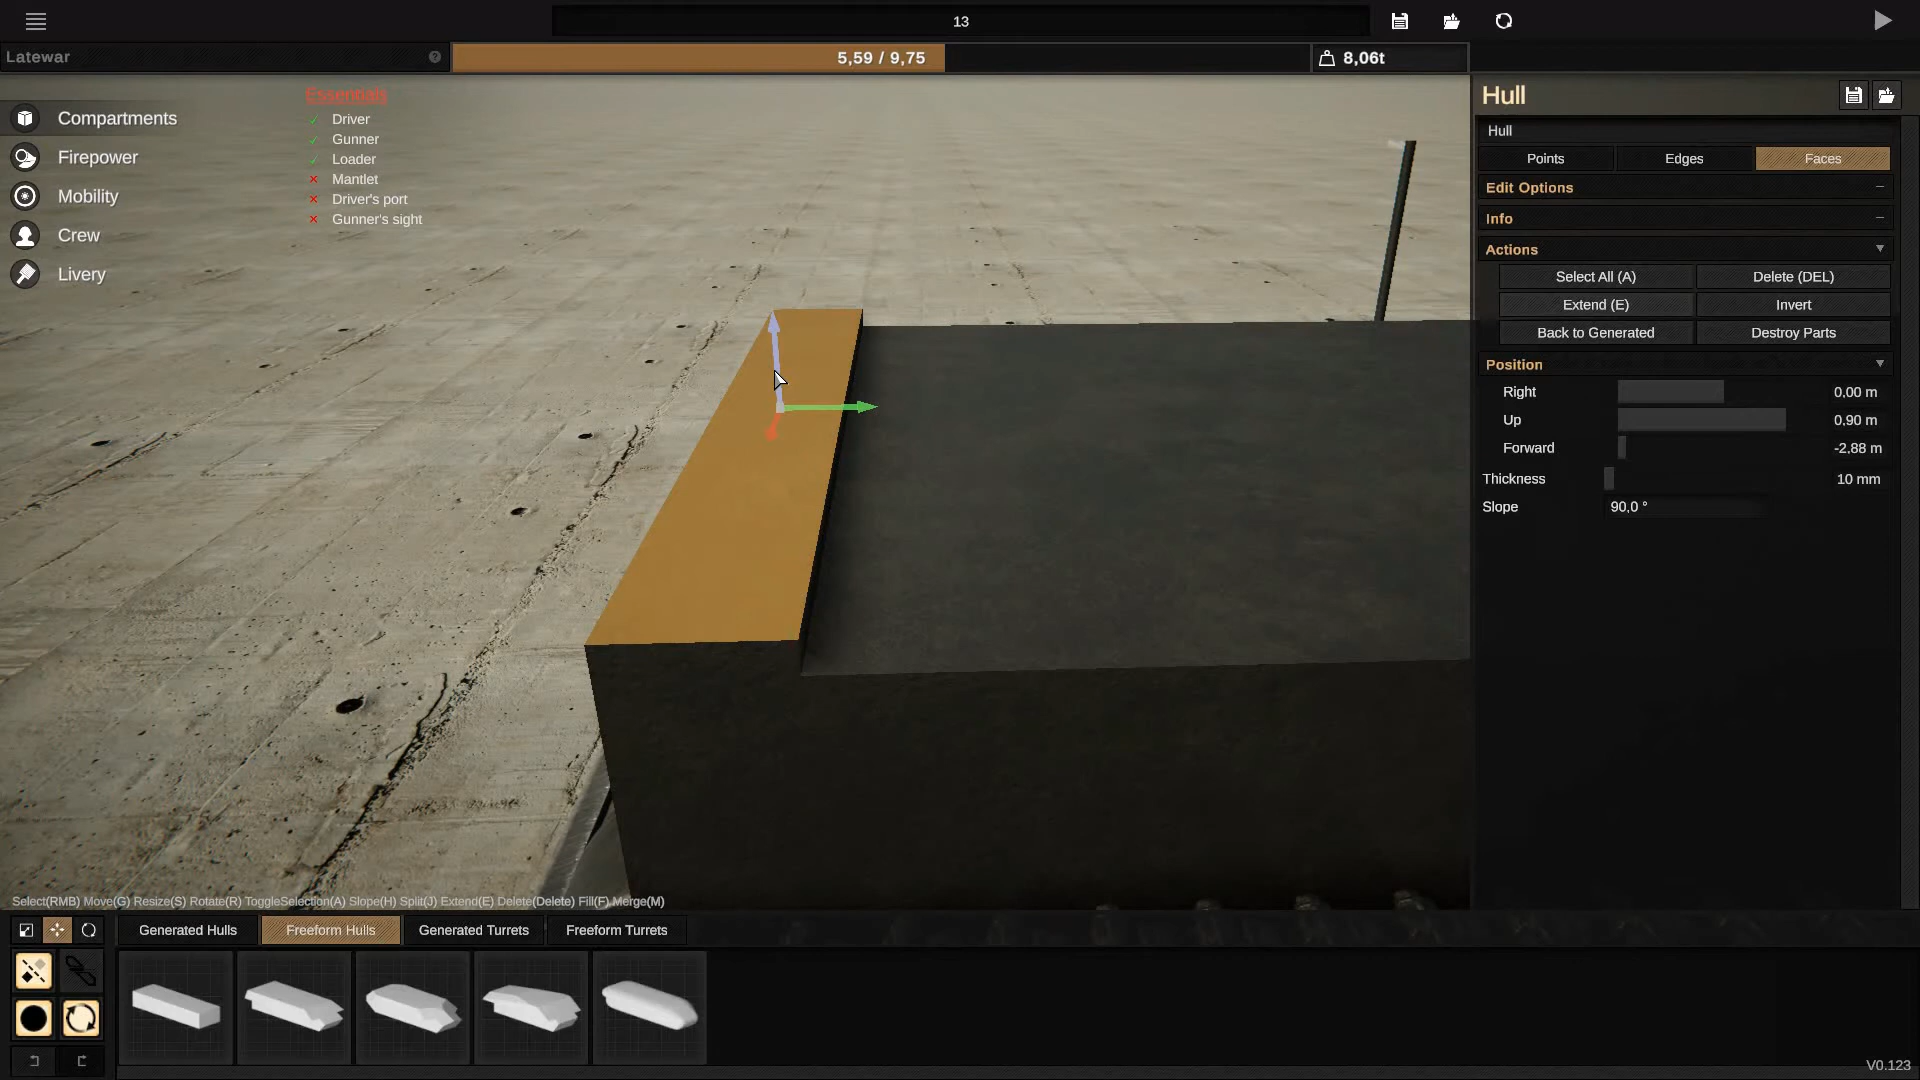 13
Latewar
5,59 / 9,75
8,06t
Compartments
Firepower
Mobility
Crew
Livery
Essentials
Driver
Gunner
Loader
Mantlet
Driver's port
Gunner's sight
Hull
Hull
Points Edges Faces
Edit Options
Info
Actions
Select All (A) Delete (DEL)
Extend (E) Invert
Back to Generated Destroy Parts
Position
Right 0,00 m
Up 0,90 m
Forward -2,88 m
Thickness 10 mm
Slope 90,0 °
Select(RMB) Move(G) Resize(S) Rotate(R) ToggleSelection(A) Slope(H) Split(J) Extend(E) Delete(Delete) Fill(F) Merge(M)
Generated Hulls Freeform Hulls Generated Turrets Freeform Turrets
V0.123